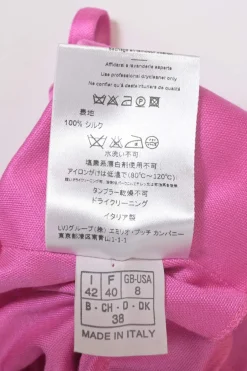 Affidarsi a lavanderia esperta
Use professional drycleaner only
表地
100% シルク
水洗い不可
塩素系漂白剤使用不可
アイロンがけは低温で(80℃~120℃)
タンブラー乾燥不可
ドライクリーニング
イタリア製
LVJグループ(株) エミリオ・プッチ カンパニー
東京都港区南青山1-1-1
I F GB-USA
42 40 8
B - CH - D - DK
38
MADE IN ITALY